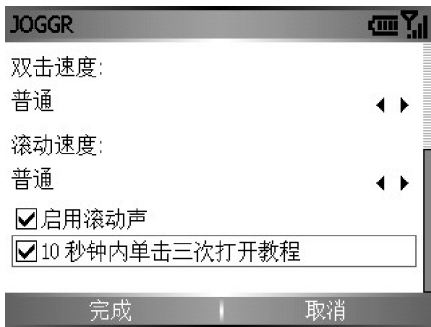 JOGGR
双击速度:
普通
滚动速度:
普通
启用滚动声
10 秒钟内单击三次打开教程
完成
取消